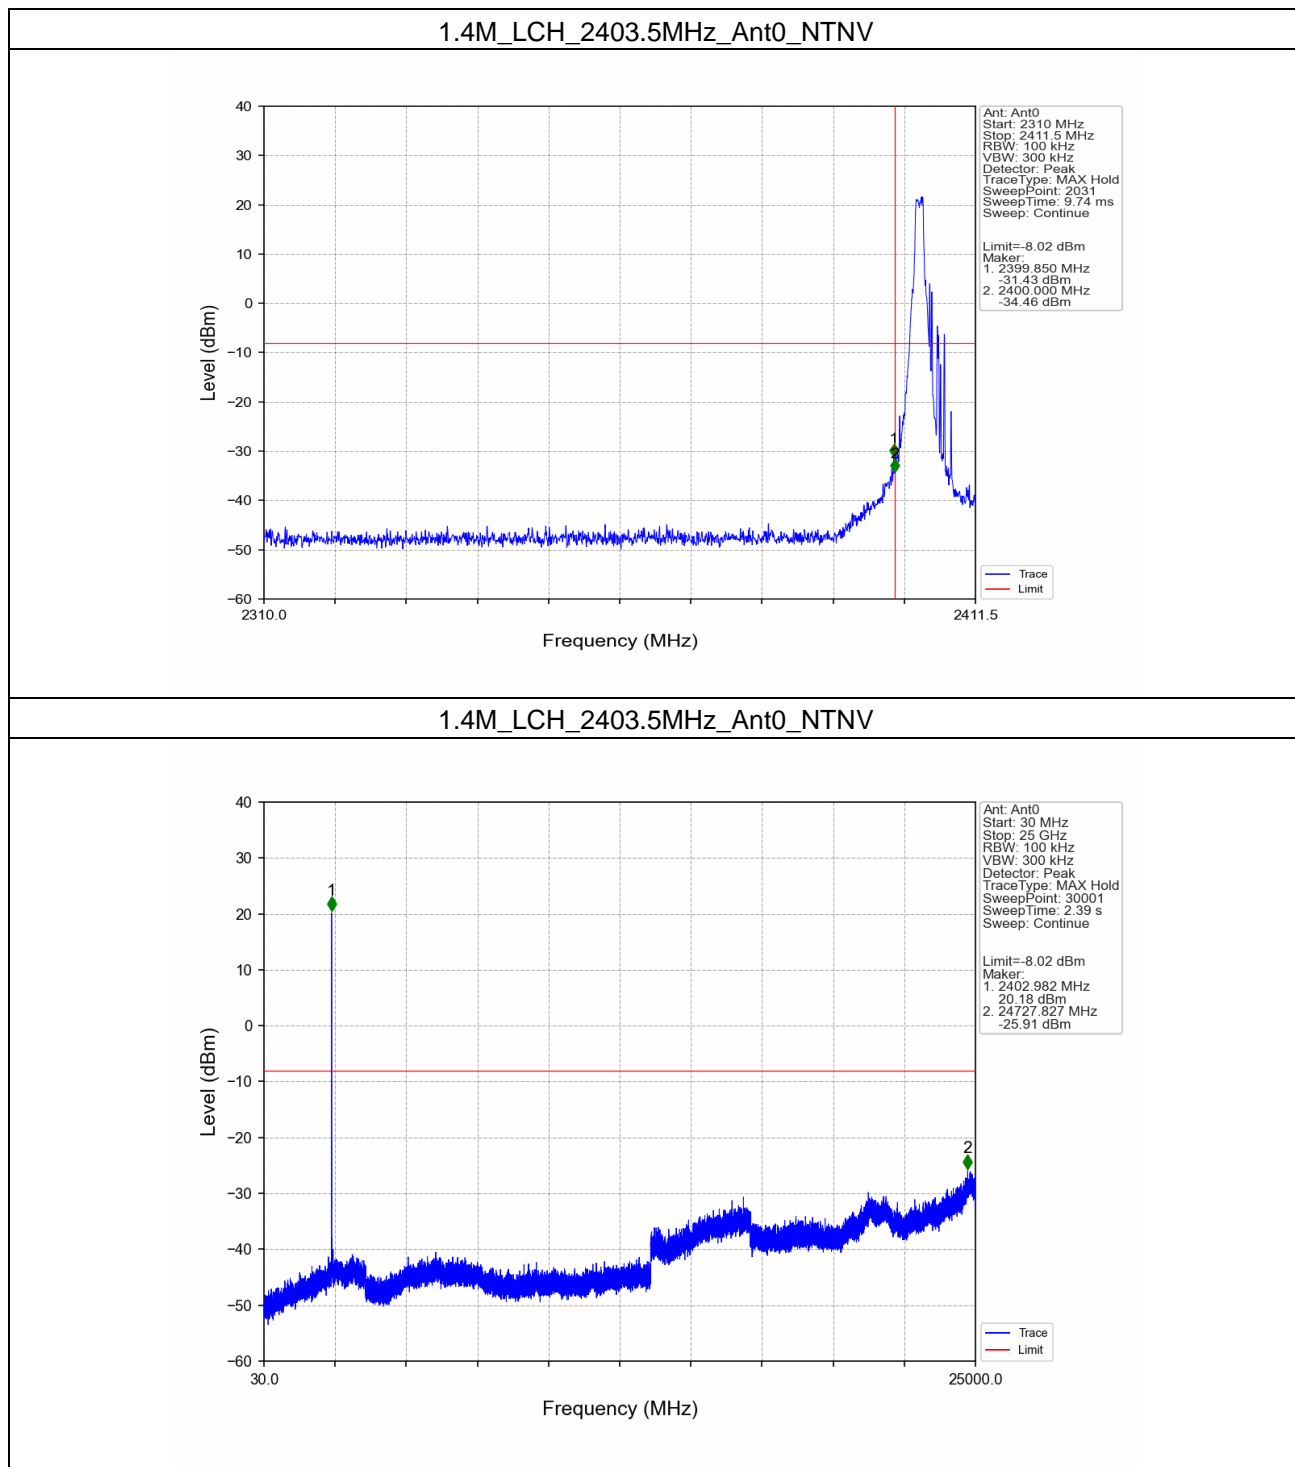 1.4M_LCH_2403.5MHz_Ant0_NTNV
40
30
20
10
0
−10
−20
−30
−40
−50
−60
Level (dBm)
2310.0
2411.5
Frequency (MHz)
1
2
Ant: Ant0
Start: 2310 MHz
Stop: 2411.5 MHz
RBW: 100 kHz
VBW: 300 kHz
Detector: Peak
TraceType: MAX Hold
SweepPoint: 2031
SweepTime: 9.74 ms
Sweep: Continue
Limit=-8.02 dBm
Maker:
1. 2399.850 MHz
-31.43 dBm
2. 2400.000 MHz
-34.46 dBm
Trace
Limit
1.4M_LCH_2403.5MHz_Ant0_NTNV
40
30
20
10
0
−10
−20
−30
−40
−50
−60
Level (dBm)
30.0
25000.0
Frequency (MHz)
1
2
Ant: Ant0
Start: 30 MHz
Stop: 25 GHz
RBW: 100 kHz
VBW: 300 kHz
Detector: Peak
TraceType: MAX Hold
SweepPoint: 30001
SweepTime: 2.39 s
Sweep: Continue
Limit=-8.02 dBm
Maker:
1. 2402.982 MHz
20.18 dBm
2. 24727.827 MHz
-25.91 dBm
Trace
Limit